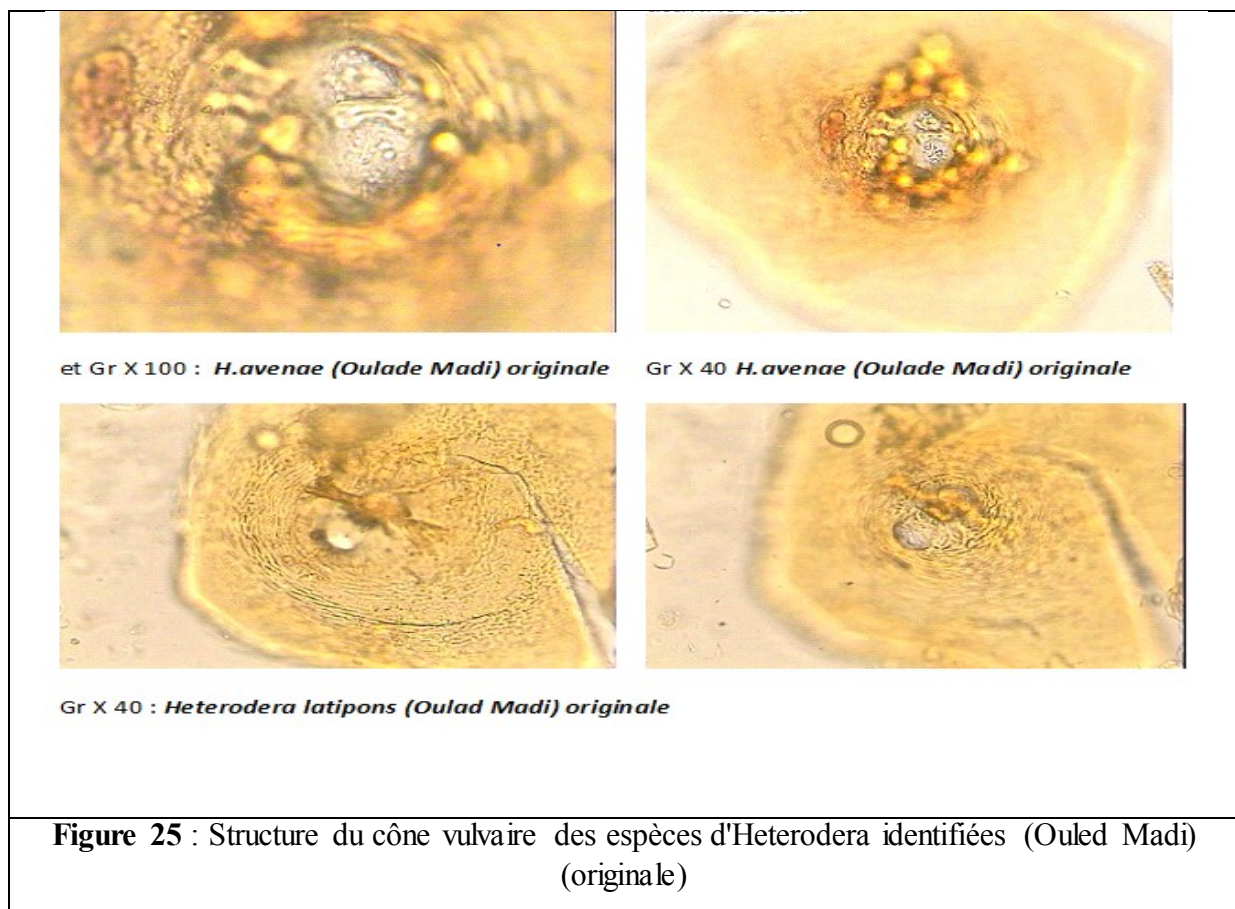 et Gr X 100 : H.avenae (Oulade Madi) originale
Gr X 40 H.avenae (Oulade Madi) originale
Gr X 40 : Heterodera latipons (Oulad Madi) originale
Figure 25 : Structure du cône vulvaire des espèces d'Heterodera identifiées (Ouled Madi)
(originale)